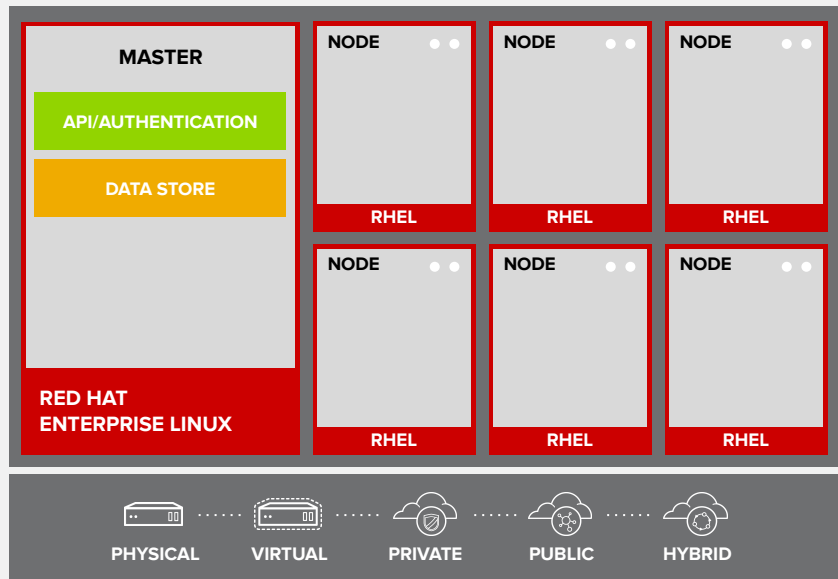 MASTER
API/AUTHENTICATION
DATA STORE
RED HAT
ENTERPRISE LINUX
NODE
RHEL
NODE
RHEL
NODE
RHEL
NODE
RHEL
NODE
RHEL
NODE
RHEL
PHYSICAL
VIRTUAL
PRIVATE
PUBLIC
HYBRID